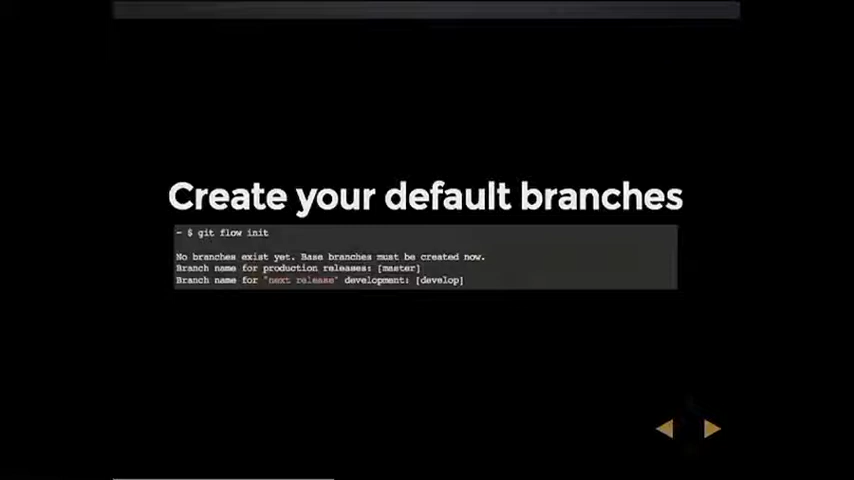 Create your default branches
~ $ git flow init
No branches exist yet. Base branches must be created now.
Branch name for production releases: [master]
Branch name for "next release" development: [develop]